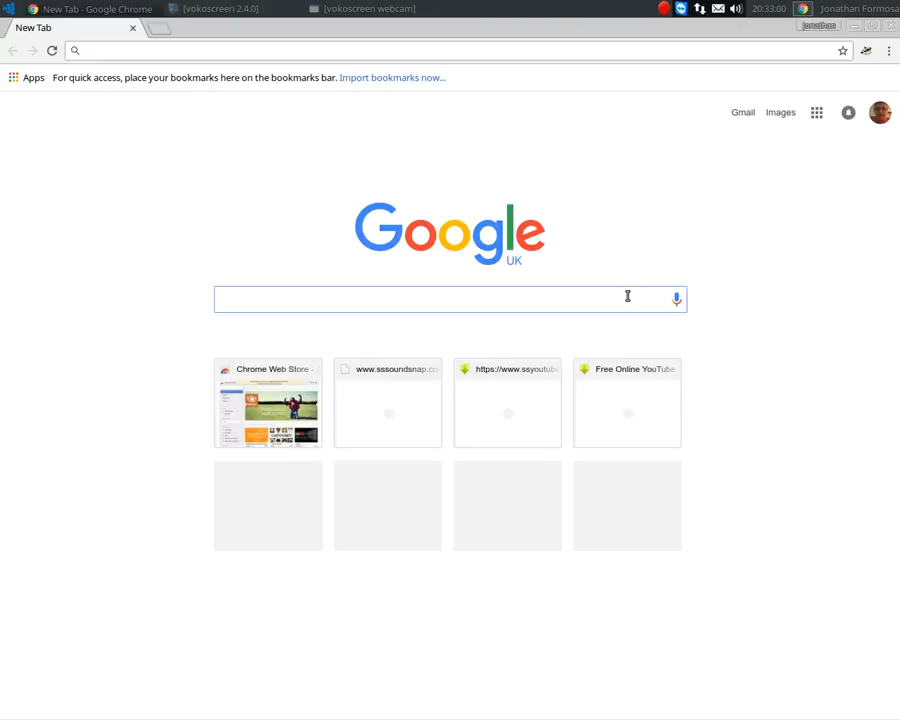 New Tab - Google Chrome
[vokoscreen 2.4.0]
[vokoscreen webcam]
20:33:00
Jonathan Formosa
New Tab
jonathan
Apps
For quick access, place your bookmarks here on the bookmarks bar. Import bookmarks now...
Gmail
Images
Google
UK
Chrome Web Store -
www.sssoundsnap.co
https://www.ssyoutub
Free Online YouTube